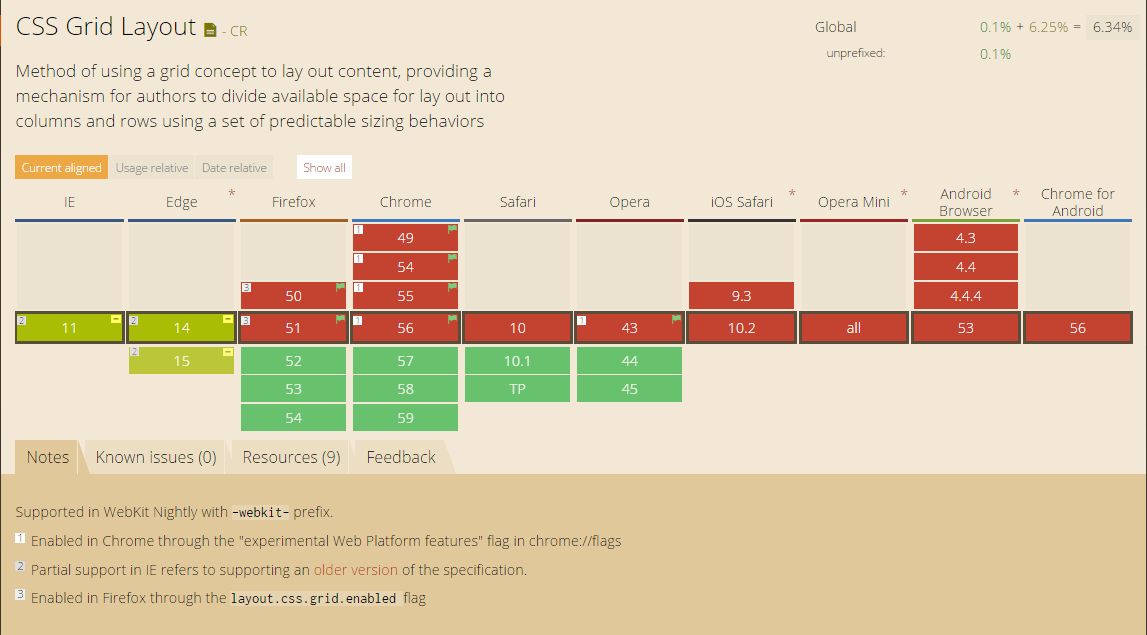 CSS Grid Layout - CR
Global 0.1% + 6.25% = 6.34%
unprefixed: 0.1%
Method of using a grid concept to lay out content, providing a
mechanism for authors to divide available space for lay out into
columns and rows using a set of predictable sizing behaviors
Current aligned Usage relative Date relative Show all
IE Edge * Firefox Chrome Safari Opera iOS Safari * Opera Mini * Android Browser * Chrome for Android
1 49 4.3
1 54 4.4
3 50 1 55 9.3 4.4.4
2 11 2 14 3 51 1 56 10 1 43 10.2 all 53 56
2 15 52 57 10.1 44
53 58 TP 45
54 59
Notes Known issues (0) Resources (9) Feedback
Supported in WebKit Nightly with -webkit- prefix.
1 Enabled in Chrome through the "experimental Web Platform features" flag in chrome://flags
2 Partial support in IE refers to supporting an older version of the specification.
3 Enabled in Firefox through the layout.css.grid.enabled flag